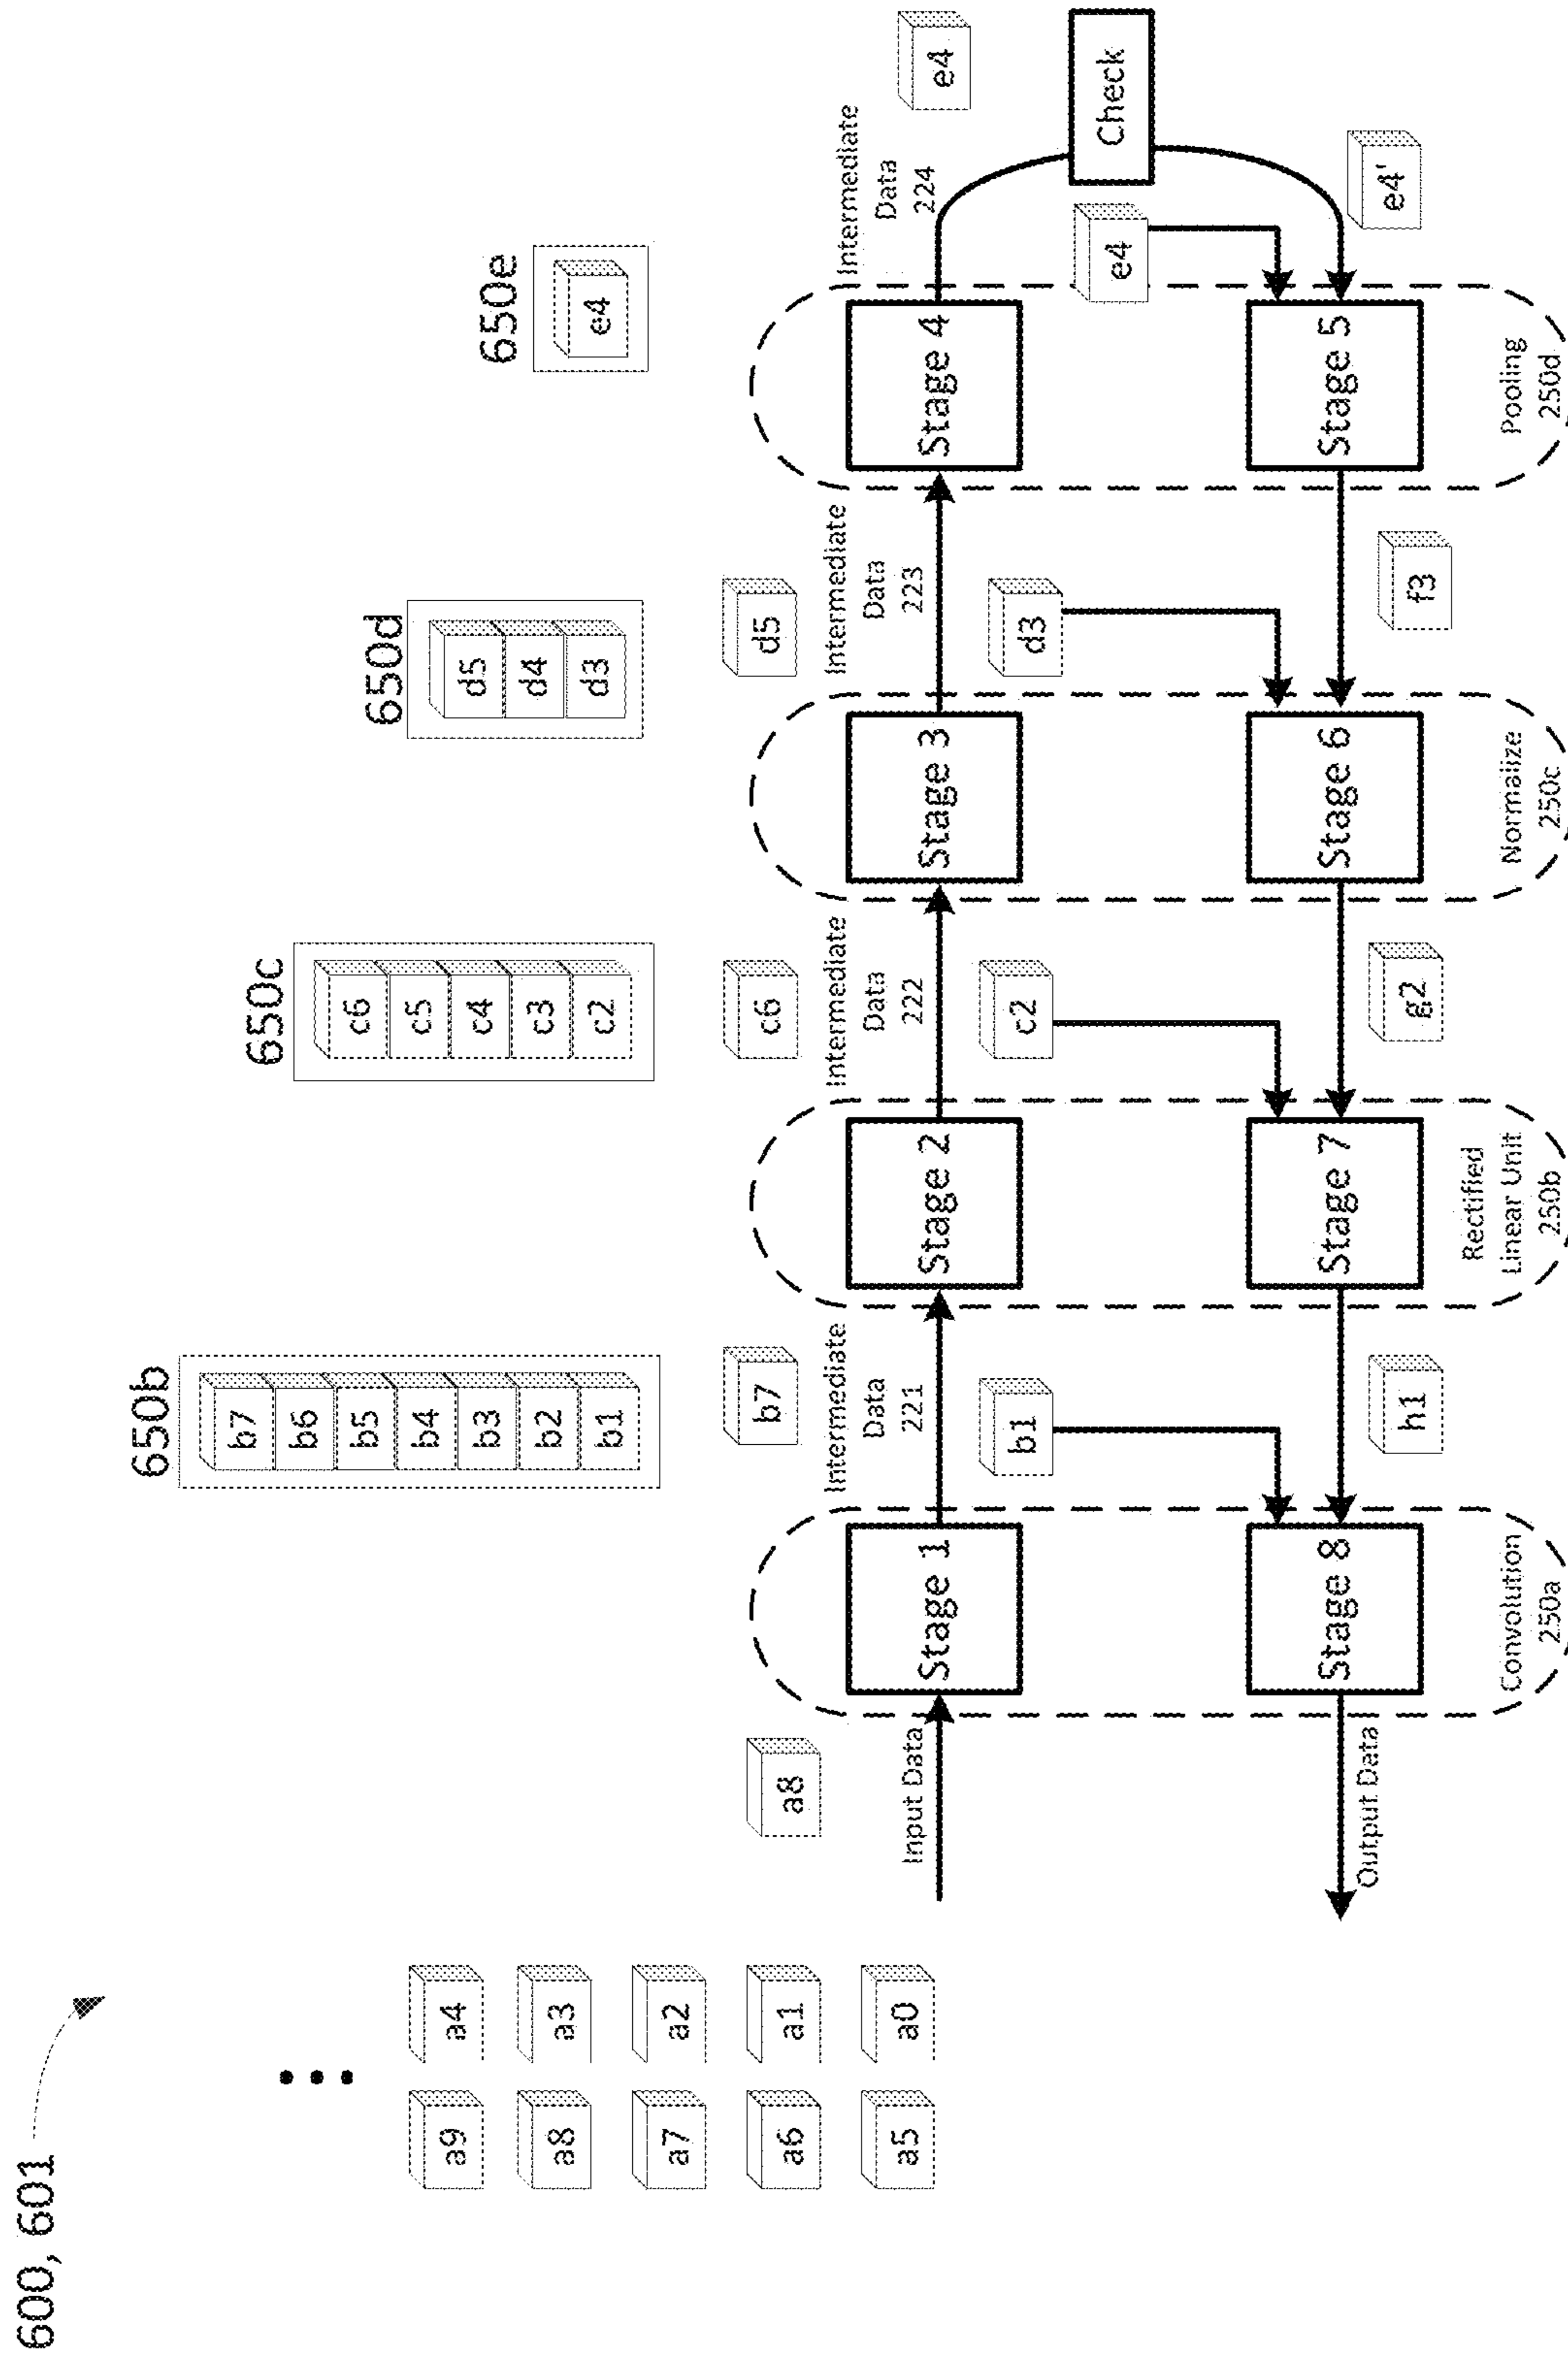 600, 601
a9
a4
a8
a3
a7
a2
a6
a1
a5
a0
650b
b7
b6
b5
b4
b3
b2
b1
650c
c6
c5
c4
c3
c2
650d
d5
d4
d3
650e
e4
a8
Input Data
Stage 1
b7
Intermediate
Data
221
Stage 2
c6
Intermediate
Data
222
Stage 3
d5
Intermediate
Data
223
Stage 4
Intermediate
Data
224
e4
b1
c2
d3
e4
Check
Output Data
Stage 8
h1
Stage 7
g2
Stage 6
f3
Stage 5
e4'
Convolution
250a
Rectified
Linear Unit
250b
Normalize
250c
Pooling
250d